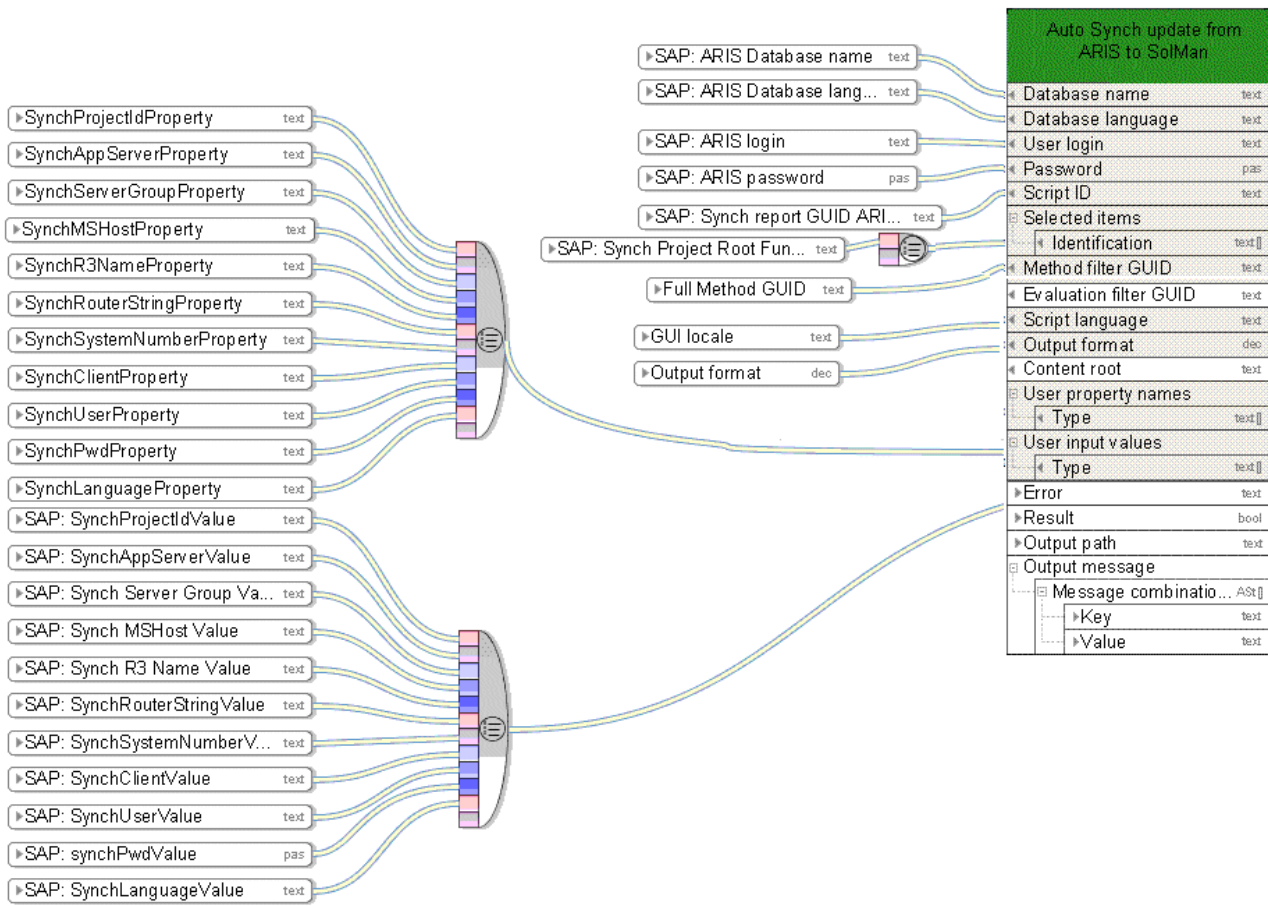 SynchProjectIdProperty text
SynchAppServerProperty text
SynchServerGroupProperty text
SynchMSHostProperty text
SynchR3NameProperty text
SynchRouterStringProperty text
SynchSystemNumberProperty text
SynchClientProperty text
SynchUserProperty text
SynchPwdProperty text
SynchLanguageProperty text
SAP: SynchProjectIdValue text
SAP: SynchAppServerValue text
SAP: Synch Server Group Va... text
SAP: Synch MSHost Value text
SAP: Synch R3 Name Value text
SAP: SynchRouterStringValue text
SAP: SynchSystemNumberV... text
SAP: SynchClientValue text
SAP: SynchUserValue text
SAP: synchPwdValue pas
SAP: SynchLanguageValue text
SAP: ARIS Database name text
SAP: ARIS Database lang... text
SAP: ARIS login text
SAP: ARIS password pas
SAP: Synch report GUID ARI... text
SAP: Synch Project Root Fun... text
Full Method GUID text
GUI locale text
Output format dec
Auto Synch update from
ARIS to SolMan
Database name text
Database language text
User login text
Password pas
Script ID text
Selected items
Identification text[]
Method filter GUID text
Evaluation filter GUID text
Script language text
Output format dec
Content root text
User property names
Type text[]
User input values
Type text[]
Error text
Result bool
Output path text
Output message
Message combinatio... ASt[]
Key text
Value text